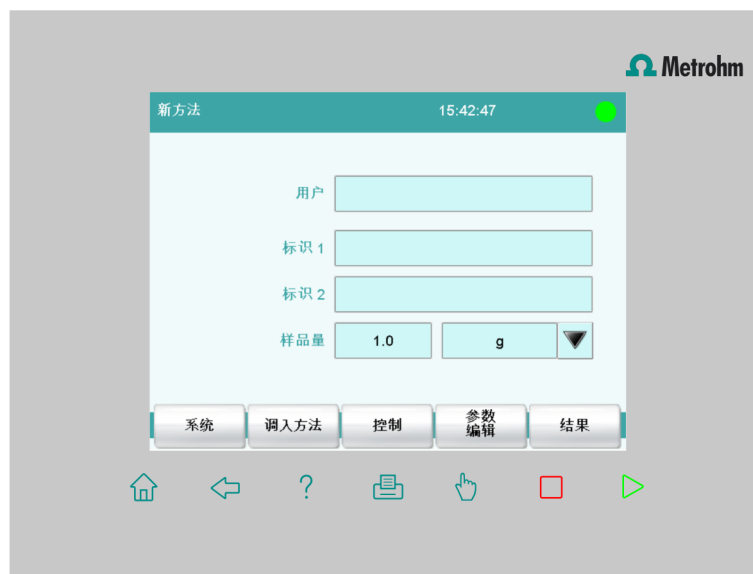 Metrohm
新方法 15:42:47
用户
标识 1
标识 2
样品量 1.0 g
系统 调入方法 控制 参数编辑 结果
?